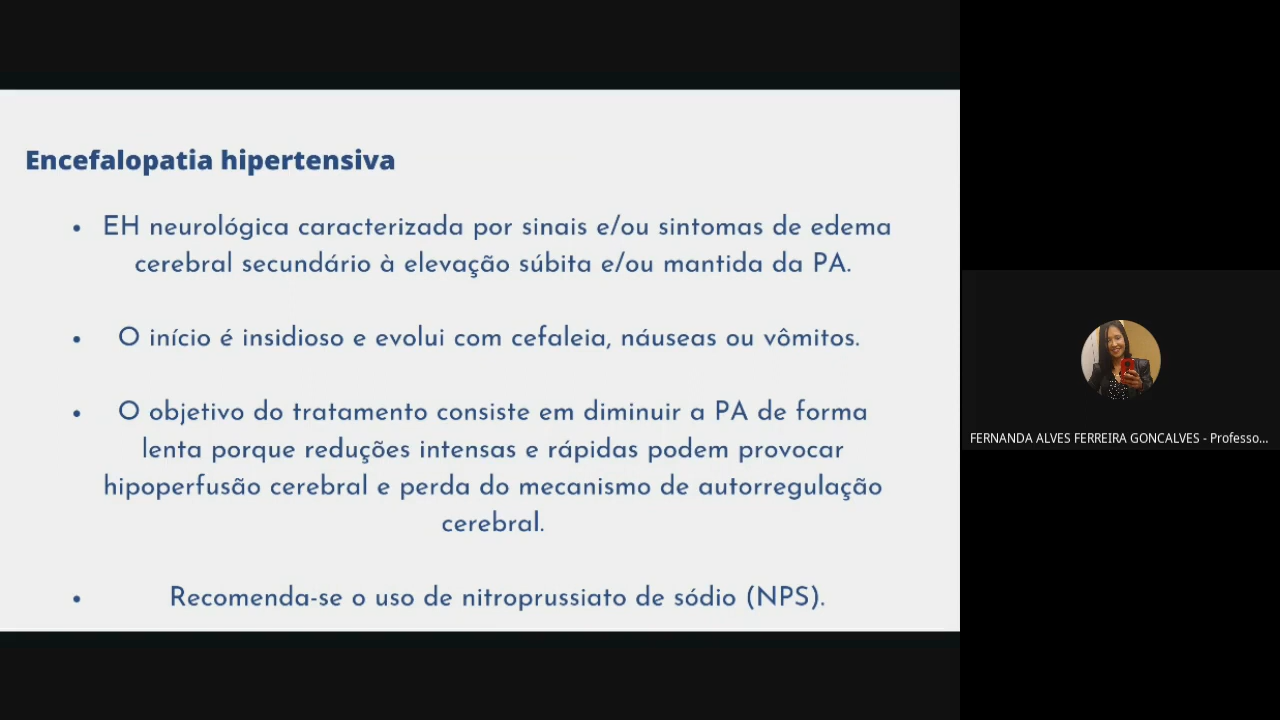 Encefalopatia hipertensiva
• EH neurológica caracterizada por sinais e/ou sintomas de edema
cerebral secundário à elevação súbita e/ou mantida da PA.
• O início é insidioso e evolui com cefaleia, náuseas ou vômitos.
• O objetivo do tratamento consiste em diminuir a PA de forma
lenta porque reduções intensas e rápidas podem provocar
hipoperfusão cerebral e perda do mecanismo de autorregulação
cerebral.
• Recomenda-se o uso de nitroprussiato de sódio (NPS).
FERNANDA ALVES FERREIRA GONCALVES - Professo...